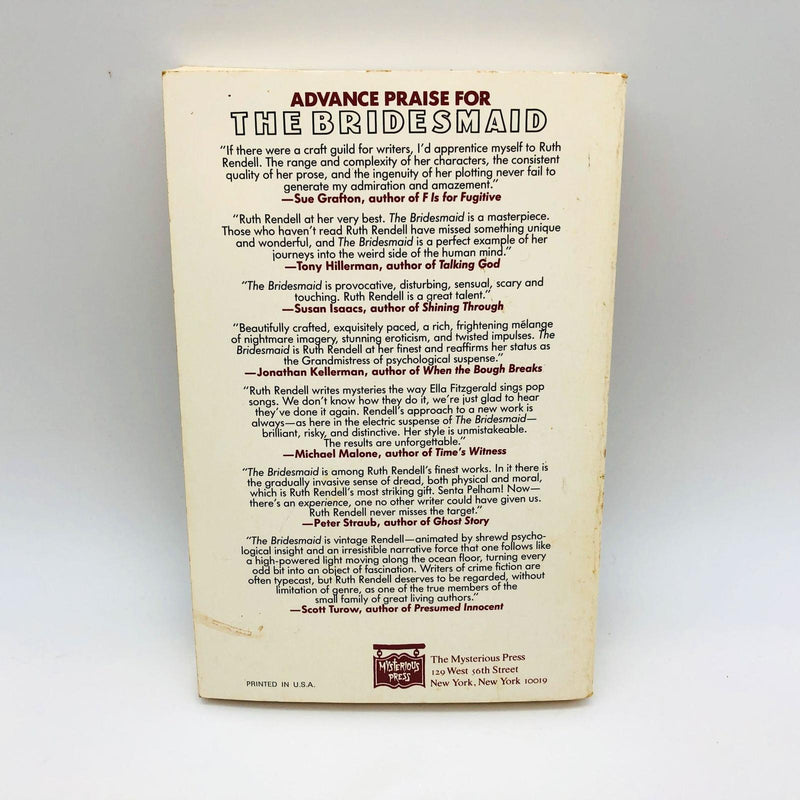 ADVANCE PRAISE FOR
THE BRIDESMAID
"If there were a craft guild for writers, I'd apprentice myself to Ruth
Rendell. The range and complexity of her characters, the consistent
quality of her prose, and the ingenuity of her plotting never fail to
generate my admiration and amazement."
—Sue Grafton, author of F Is for Fugitive
"Ruth Rendell at her very best. The Bridesmaid is a masterpiece.
Those who haven't read Ruth Rendell have missed something unique
and wonderful, and The Bridesmaid is a perfect example of her
journeys into the weird side of the human mind."
—Tony Hillerman, author of Talking God
"The Bridesmaid is provocative, disturbing, sensual, scary and
touching. Ruth Rendell is a great talent."
—Susan Isaacs, author of Shining Through
"Beautifully crafted, exquisitely paced, a rich, frightening mélange
of nightmare imagery, stunning eroticism, and twisted impulses. The
Bridesmaid is Ruth Rendell at her finest and reaffirms her status as
the Grandmistress of psychological suspense."
—Jonathan Kellerman, author of When the Bough Breaks
"Ruth Rendell writes mysteries the way Ella Fitzgerald sings pop
songs. We don't know how they do it, we're just glad to hear
they've done it again. Rendell's approach to a new work is
always—as here in the electric suspense of The Bridesmaid—
brilliant, risky, and distinctive. Her style is unmistakeable.
The results are unforgettable."
—Michael Malone, author of Time's Witness
"The Bridesmaid is among Ruth Rendell's finest works. In it there is
the gradually invasive sense of dread, both physical and moral,
which is Ruth Rendell's most striking gift. Senta Pelham! Now—
there's an experience, one no other writer could have given us.
Ruth Rendell never misses the target."
—Peter Straub, author of Ghost Story
"The Bridesmaid is vintage Rendell—animated by shrewd psycho-
logical insight and an irresistible narrative force that one follows like
a high-powered light moving along the ocean floor, turning every
odd bit into an object of fascination. Writers of crime fiction are
often typecast, but Ruth Rendell deserves to be regarded, without
limitation of genre, as one of the true members of the
small family of great living authors."
—Scott Turow, author of Presumed Innocent
MYSTERIOUS
PRESS
The Mysterious Press
129 West 56th Street
New York, New York 10019
PRINTED IN U.S.A.